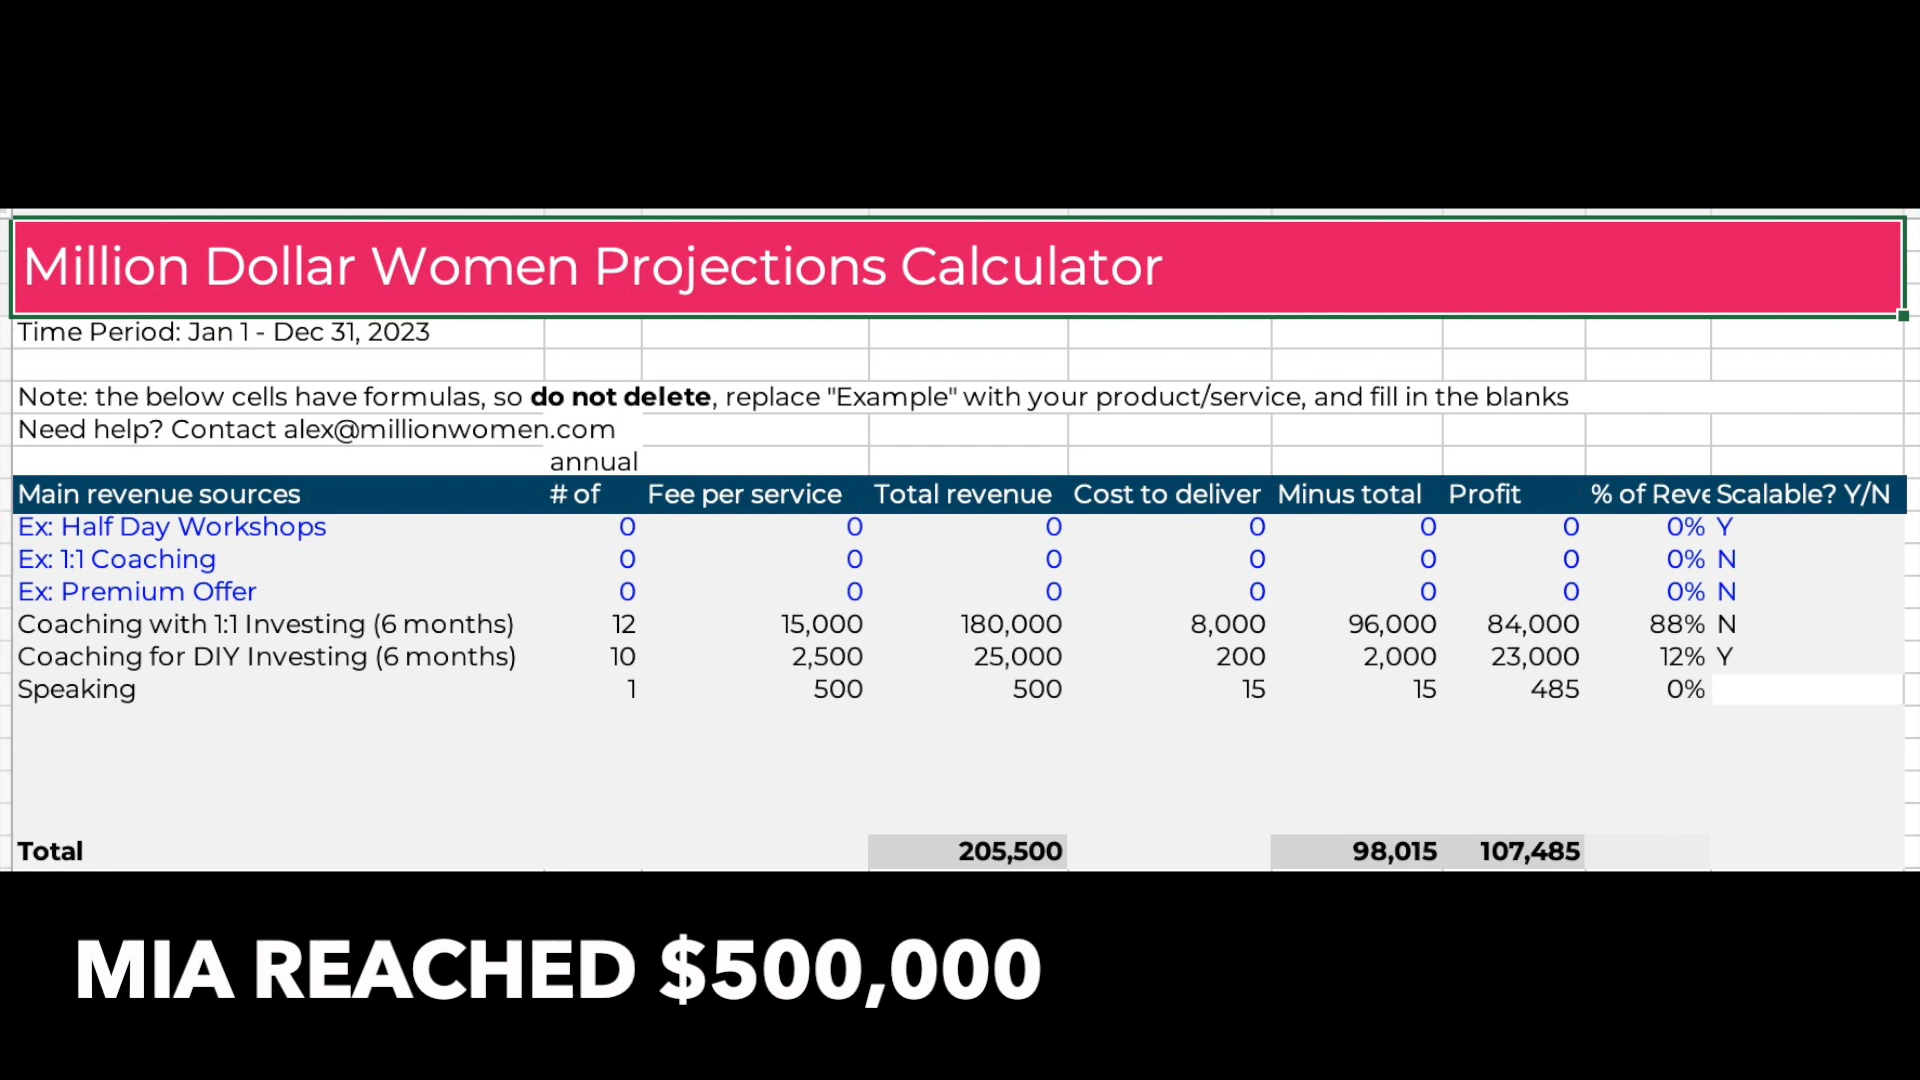 Million Dollar Women Projections Calculator
Time Period: Jan 1 - Dec 31, 2023
Note: the below cells have formulas, so do not delete, replace "Example" with your product/service, and fill in the blanks
Need help? Contact alex@millionwomen.com
annual
Main revenue sources # of Fee per service Total revenue Cost to deliver Minus total Profit % of Reve Scalable? Y/N
Ex: Half Day Workshops 0 0 0 0 0 0 0% Y
Ex: 1:1 Coaching 0 0 0 0 0 0 0% N
Ex: Premium Offer 0 0 0 0 0 0 0% N
Coaching with 1:1 Investing (6 months) 12 15,000 180,000 8,000 96,000 84,000 88% N
Coaching for DIY Investing (6 months) 10 2,500 25,000 200 2,000 23,000 12% Y
Speaking 1 500 500 15 15 485 0%
Total 205,500 98,015 107,485
MIA REACHED $500,000